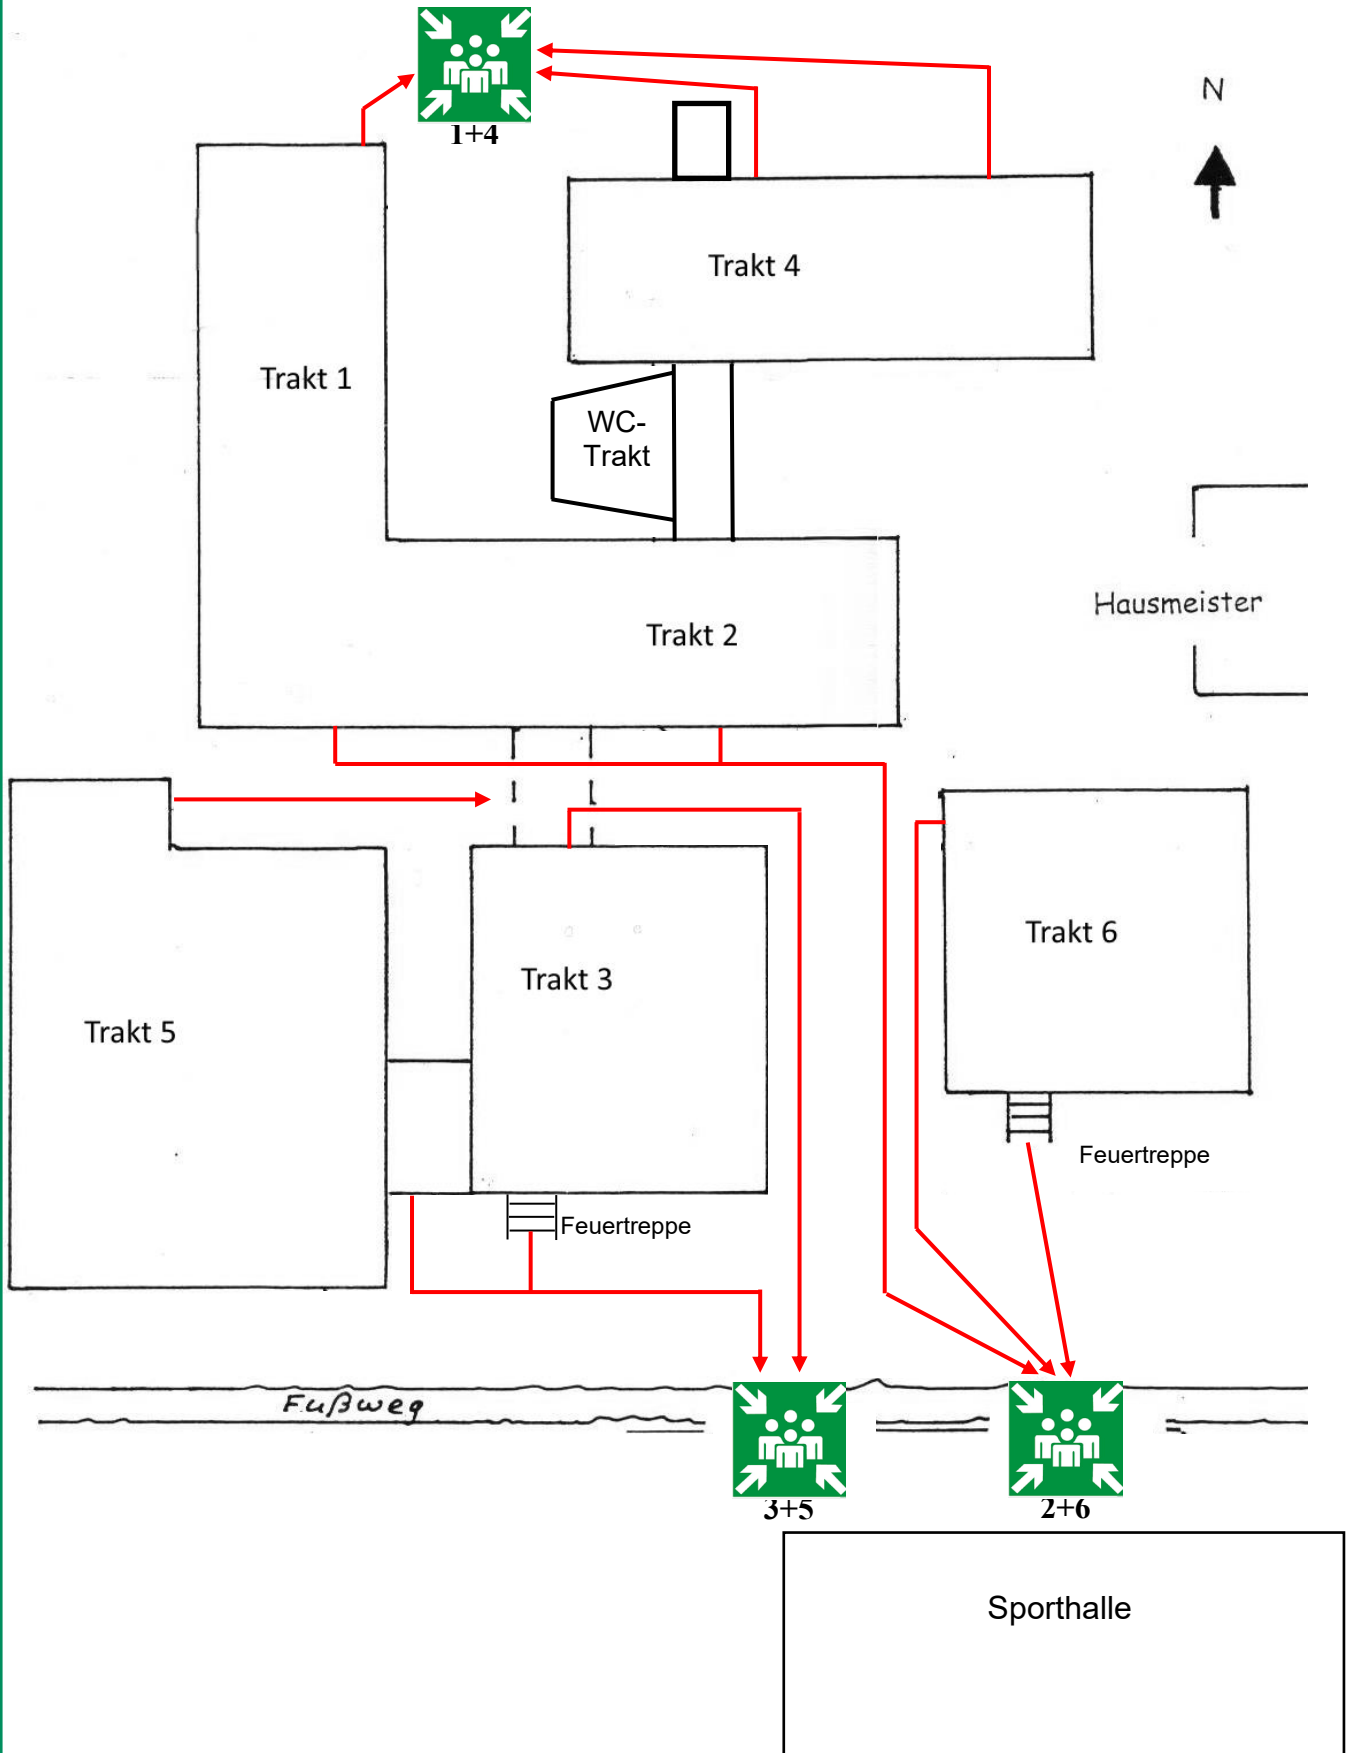 1+4
N
Trakt 4
Trakt 1
WC-
Trakt
Hausmeister
Trakt 2
Trakt 6
Trakt 3
Trakt 5
Feuertreppe
Feuertreppe
Fußweg
3+5
2+6
Sporthalle